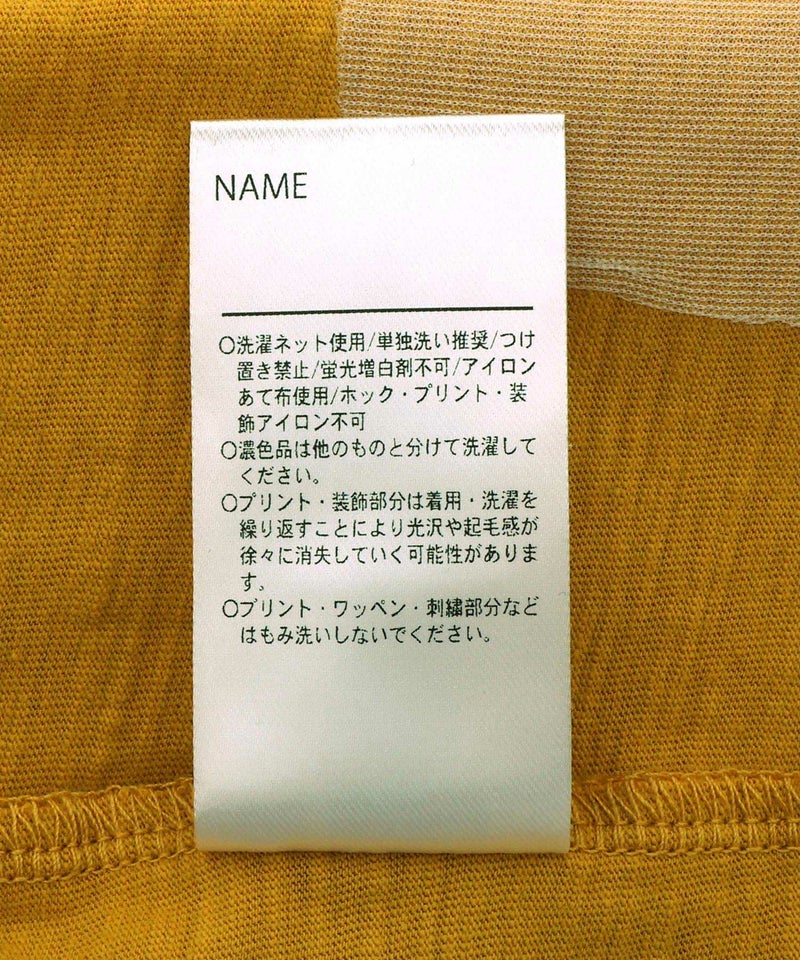 NAME
○洗濯ネット使用/単独洗い推奨/つけ
置き禁止/蛍光増白剤不可/アイロン
あて布使用/ホック・プリント・装
飾アイロン不可
○濃色品は他のものと分けて洗濯して
ください。
○プリント・装飾部分は着用・洗濯を
繰り返すことにより光沢や起毛感が
徐々に消失していく可能性がありま
す。
○プリント・ワッペン・刺繍部分など
はもみ洗いしないでください。